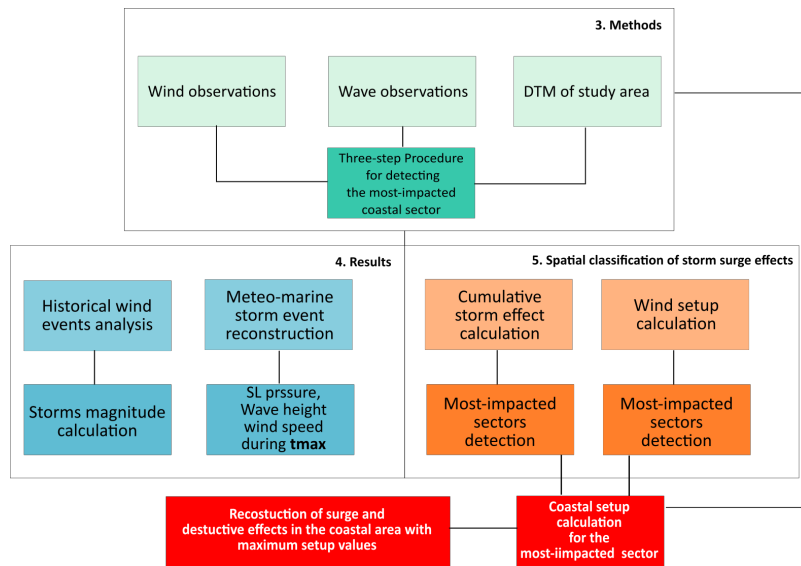 3. Methods
Wind observations
Wave observations
DTM of study area
Three-step Procedure
for detecting
the most-impacted
coastal sector
4. Results
Historical wind
events analysis
Meteo-marine
storm event
reconstruction
Storms magnitude
calculation
SL prssure,
Wave height
wind speed
during tmax
5. Spatial classification of storm surge effects
Cumulative
storm effect
calculation
Wind setup
calculation
Most-impacted
sectors
detection
Most-impacted
sectors
detection
Recostuction of surge and
destuctive effects in the coastal area with
maximum setup values
Coastal setup
calculation
for the
most-iimpacted sector